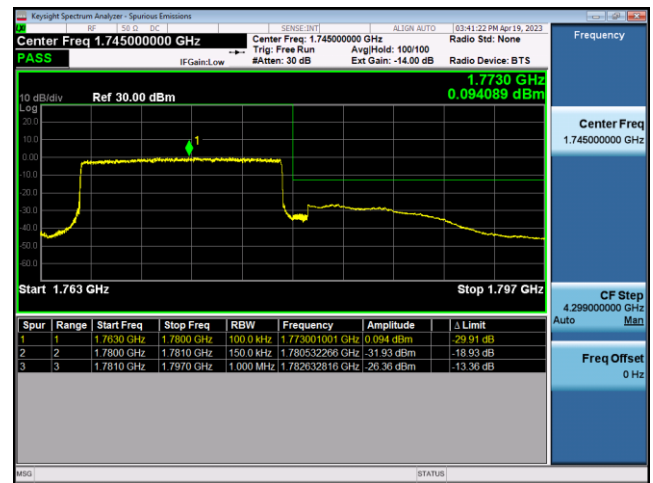 Keysight Spectrum Analyzer - Spurious Emissions
RF 50 Ω DC SENSE:INT ALIGN AUTO 03:41:22 PM Apr 19, 2023
Center Freq 1.745000000 GHz
Center Freq: 1.745000000 GHz Radio Std: None
Trig: Free Run Avg|Hold: 100/100
PASS IFGain:Low #Atten: 30 dB Ext Gain: -14.00 dB Radio Device: BTS
1.7730 GHz
0.094089 dBm
10 dB/div Ref 30.00 dBm
Log
20.0
10.0
1
0.00
-10.0
-20.0
-30.0
-40.0
-50.0
-60.0
Start 1.763 GHz Stop 1.797 GHz
Spur Range Start Freq Stop Freq RBW Frequency Amplitude Δ Limit
1 1 1.7630 GHz 1.7800 GHz 100.0 kHz 1.773001001 GHz 0.094 dBm -29.91 dB
2 2 1.7800 GHz 1.7810 GHz 150.0 kHz 1.780532266 GHz -31.93 dBm -18.93 dB
3 3 1.7810 GHz 1.7970 GHz 1.000 MHz 1.782632816 GHz -26.36 dBm -13.36 dB
MSG STATUS
Frequency
Center Freq
1.745000000 GHz
CF Step
4.299000000 GHz
Auto Man
Freq Offset
0 Hz